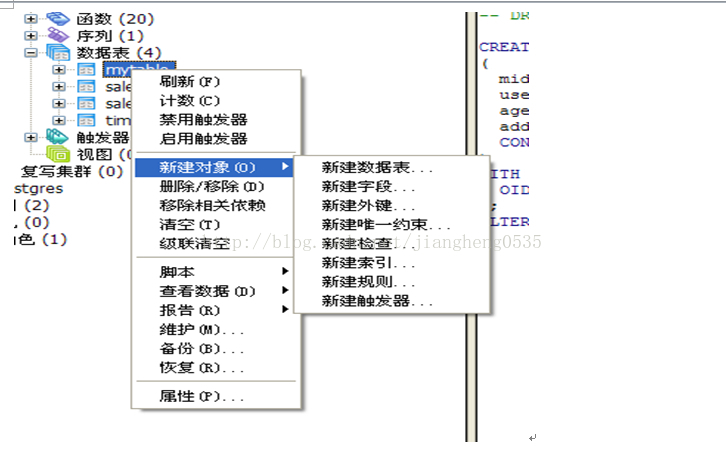 函数 (20)
序列 (1)
数据表 (4)
mytable
sale
sale
tim
触发器
视图 (0
复写集群 (0)
stgres
(2)
(0)
色 (1)
刷新(F)
计数(C)
禁用触发器
启用触发器
新建对象(O)
删除/移除(D)
移除相关依赖
清空(T)
级联清空
脚本
查看数据(D)
报告(R)
维护(M)...
备份(B)...
恢复(R)...
属性(P)...
新建数据表...
新建字段...
新建外键...
新建唯一约束...
新建检查...
新建索引...
新建规则...
新建触发器...
-- DR
CREAT
(
mid
use
age
add
CON
ITH
OID
;
LTER
http://blog. et/jiangheng0535